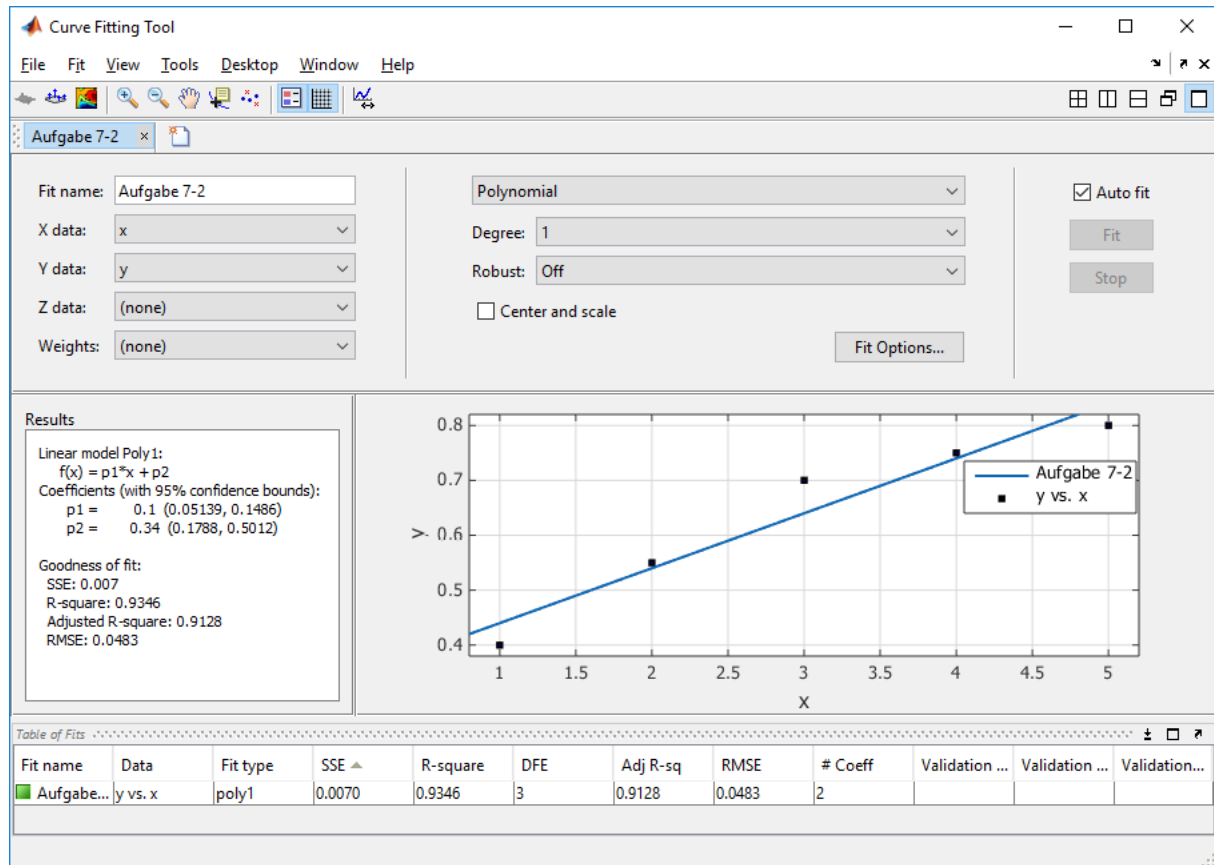 Curve Fitting Tool
File Fit View Tools Desktop Window Help
Aufgabe 7-2
Fit name: Aufgabe 7-2
X data: x
Y data: y
Z data: (none)
Weights: (none)
Polynomial
Degree: 1
Robust: Off
Center and scale
Fit Options...
Auto fit
Fit
Stop
Results
Linear model Poly1:
f(x) = p1*x + p2
Coefficients (with 95% confidence bounds):
p1 = 0.1 (0.05139, 0.1486)
p2 = 0.34 (0.1788, 0.5012)
Goodness of fit:
SSE: 0.007
R-square: 0.9346
Adjusted R-square: 0.9128
RMSE: 0.0483
0.8
0.7
0.6
0.5
0.4
y
1 1.5 2 2.5 3 3.5 4 4.5 5
x
Aufgabe 7-2
y vs. x
Table of Fits
Fit name Data Fit type SSE R-square DFE Adj R-sq RMSE # Coeff Validation ... Validation ... Validation...
Aufgabe... y vs. x poly1 0.0070 0.9346 3 0.9128 0.0483 2